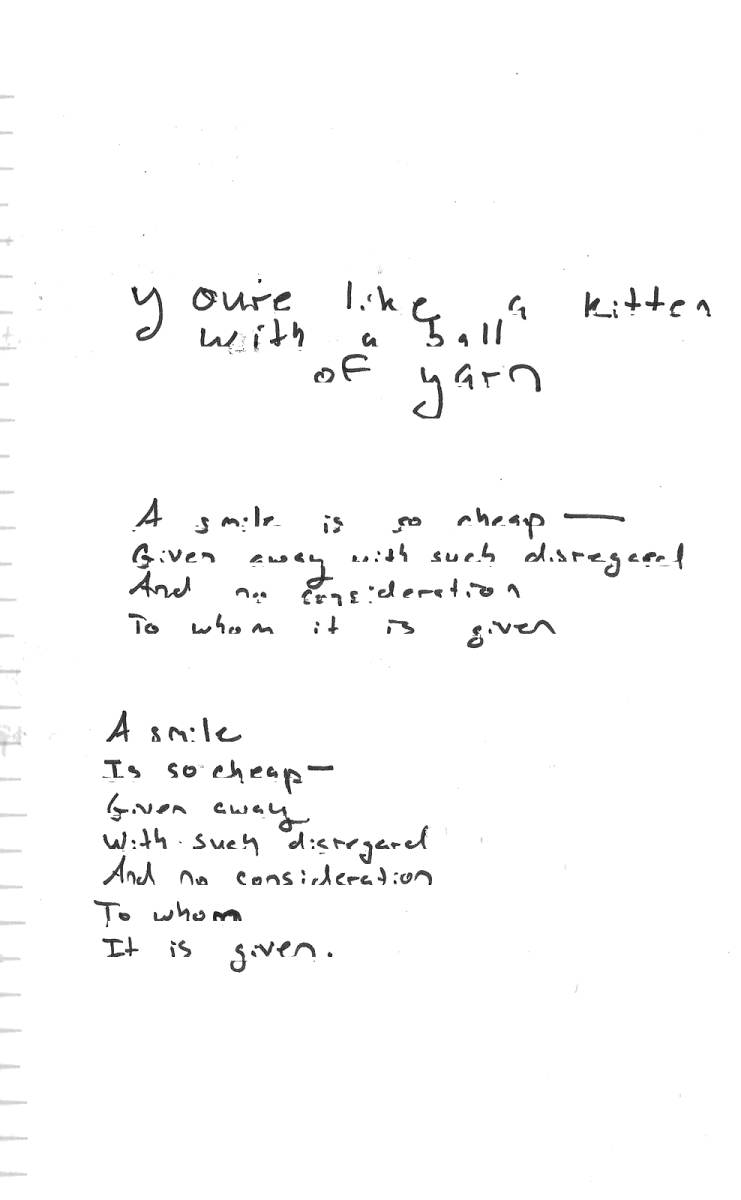 youre like a kitten
with a ball
of yarn
A smile is so cheap —
Given away with such disregard
And no consideration
To whom it is given
A smile
Is so cheap —
Given away
With such disregard
And no consideration
To whom
It is given.